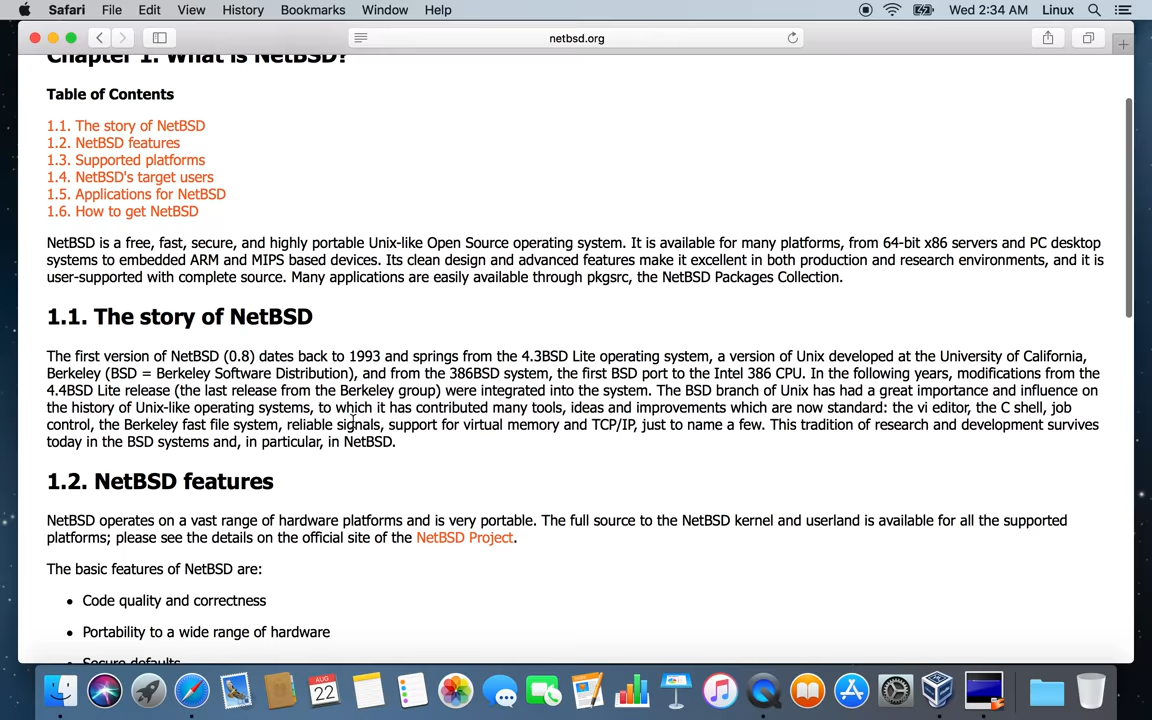 Safari File Edit View History Bookmarks Window Help Wed 2:34 AM Linux
netbsd.org
Chapter 1. What is NetBSD?
Table of Contents
1.1. The story of NetBSD
1.2. NetBSD features
1.3. Supported platforms
1.4. NetBSD's target users
1.5. Applications for NetBSD
1.6. How to get NetBSD
NetBSD is a free, fast, secure, and highly portable Unix-like Open Source operating system. It is available for many platforms, from 64-bit x86 servers and PC desktop
systems to embedded ARM and MIPS based devices. Its clean design and advanced features make it excellent in both production and research environments, and it is
user-supported with complete source. Many applications are easily available through pkgsrc, the NetBSD Packages Collection.
1.1. The story of NetBSD
The first version of NetBSD (0.8) dates back to 1993 and springs from the 4.3BSD Lite operating system, a version of Unix developed at the University of California,
Berkeley (BSD = Berkeley Software Distribution), and from the 386BSD system, the first BSD port to the Intel 386 CPU. In the following years, modifications from the
4.4BSD Lite release (the last release from the Berkeley group) were integrated into the system. The BSD branch of Unix has had a great importance and influence on
the history of Unix-like operating systems, to which it has contributed many tools, ideas and improvements which are now standard: the vi editor, the C shell, job
control, the Berkeley fast file system, reliable signals, support for virtual memory and TCP/IP, just to name a few. This tradition of research and development survives
today in the BSD systems and, in particular, in NetBSD.
1.2. NetBSD features
NetBSD operates on a vast range of hardware platforms and is very portable. The full source to the NetBSD kernel and userland is available for all the supported
platforms; please see the details on the official site of the NetBSD Project.
The basic features of NetBSD are:
• Code quality and correctness
• Portability to a wide range of hardware
• Secure defaults
AUG
22